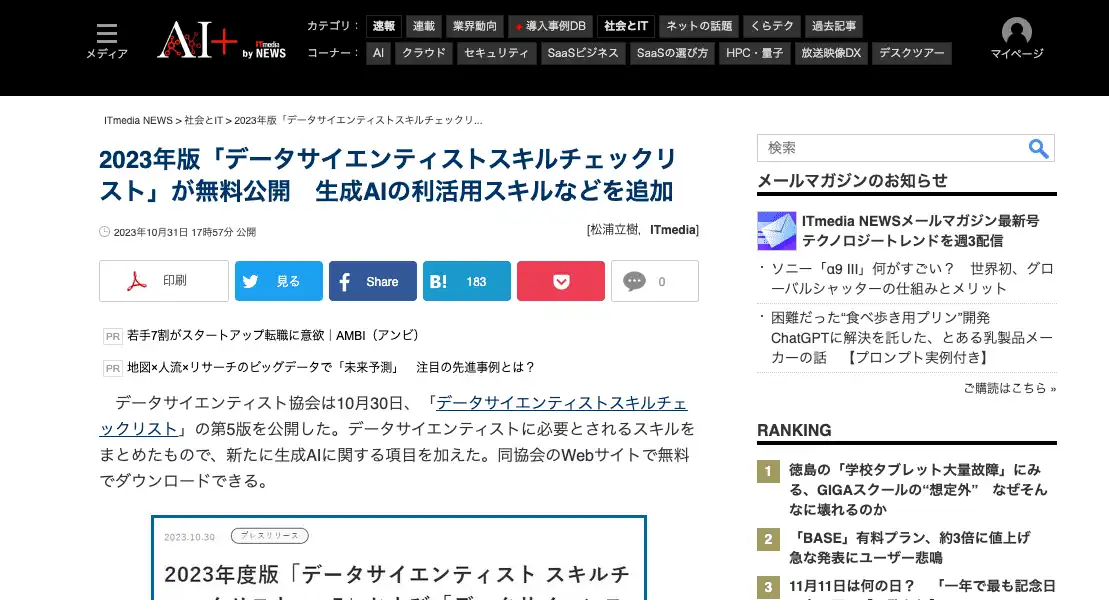 メディア
AI+ by ITmedia NEWS
カテゴリ： 速報 連載 業界動向 導入事例DB 社会とIT ネットの話題 くらテク 過去記事
コーナー： AI クラウド セキュリティ SaaSビジネス SaaSの選び方 HPC・量子 放送映像DX デスクツアー
マイページ
ITmedia NEWS > 社会とIT > 2023年版「データサイエンティストスキルチェックリ...
2023年版「データサイエンティストスキルチェックリ
スト」が無料公開　生成AIの利活用スキルなどを追加
2023年10月31日 17時57分 公開
[松浦立樹，ITmedia]
印刷 見る Share B! 183 0
PR 若手7割がスタートアップ転職に意欲｜AMBI（アンビ）
PR 地図×人流×リサーチのビッグデータで「未来予測」　注目の先進事例とは？
データサイエンティスト協会は10月30日、「データサイエンティストスキルチェ
ックリスト」の第5版を公開した。データサイエンティストに必要とされるスキルを
まとめたもので、新たに生成AIに関する項目を加えた。同協会のWebサイトで無料
でダウンロードできる。
2023.10.30 プレスリリース
2023年度版「データサイエンティスト スキルチ
検索
メールマガジンのお知らせ
ITmedia NEWSメールマガジン最新号
テクノロジートレンドを週3配信
・ソニー「α9 III」何がすごい？　世界初、グロ
ーバルシャッターの仕組みとメリット
・困難だった“食べ歩き用プリン”開発
ChatGPTに解決を託した、とある乳製品メー
カーの話　【プロンプト実例付き】
ご購読はこちら »
RANKING
1 徳島の「学校タブレット大量故障」にみ
る、GIGAスクールの“想定外”　なぜそん
なに壊れるのか
2 「BASE」有料プラン、約3倍に値上げ
急な発表にユーザー悲鳴
3 11月11日は何の日？　「一年で最も記念日